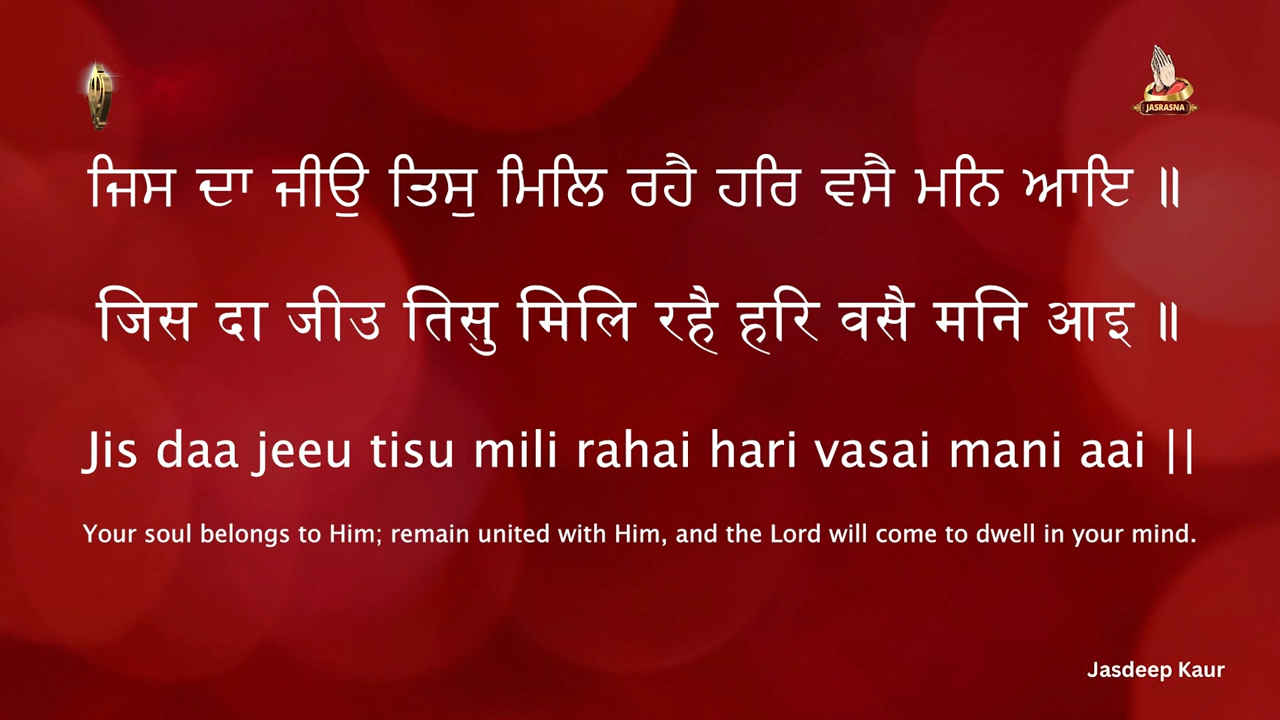 JASRASNA
ਜਿਸ ਦਾ ਜੀਉ ਤਿਸੁ ਮਿਲਿ ਰਹੈ ਹਰਿ ਵਸੈ ਮਨਿ ਆਇ ॥
जिस दा जीउ तिसु मिलि रहै हरि वसै मनि आइ ॥
Jis daa jeeu tisu mili rahai hari vasai mani aai ||
Your soul belongs to Him; remain united with Him, and the Lord will come to dwell in your mind.
Jasdeep Kaur